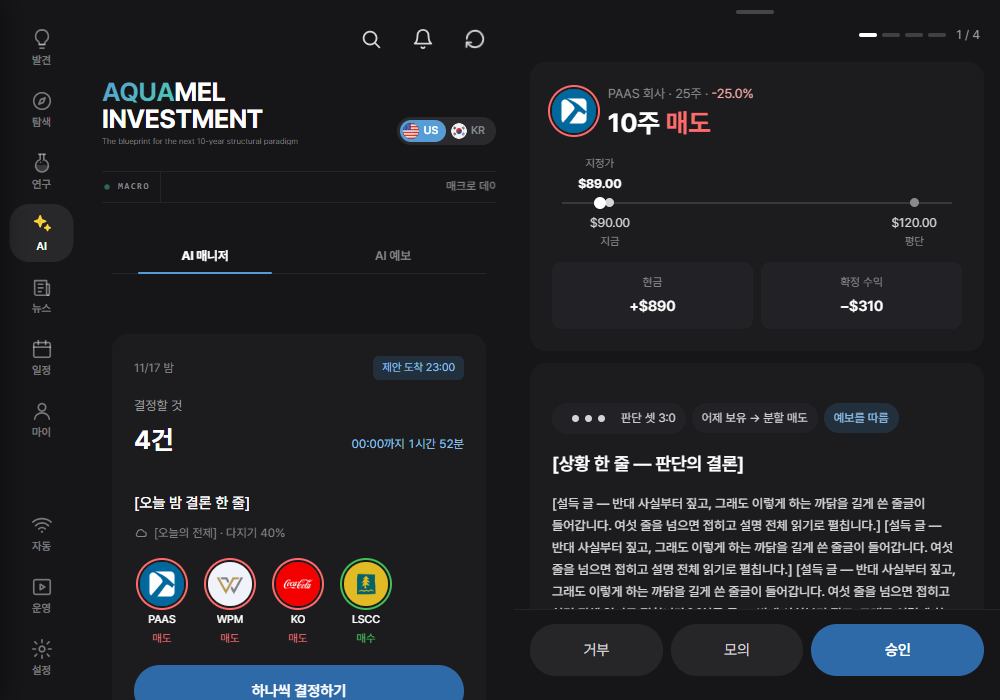 발견
탐색
연구
AI
뉴스
일정
마이
자동
운영
설정
AQUAMEL
INVESTMENT
The blueprint for the next 10-year structural paradigm
US
KR
MACRO
매크로 데이
AI 매니저
AI 예보
11/17 밤
제안 도착 23:00
결정할 것
4건
00:00까지 1시간 52분
[오늘 밤 결론 한 줄]
[오늘의 전제] · 다지기 40%
Coca-Cola
PAAS
WPM
KO
LSCC
매도
매도
매도
매수
하나씩 결정하기
1 / 4
PAAS 회사 · 25주 · -25.0%
10주 매도
지정가
$89.00
$90.00
지금
$120.00
평단
현금
+$890
확정 수익
−$310
판단 셋 3:0
어제 보유 → 분할 매도
예보를 따름
[상황 한 줄 — 판단의 결론]
[설득 글 — 반대 사실부터 짚고, 그래도 이렇게 하는 까닭을 길게 쓴 줄글이
들어갑니다. 여섯 줄을 넘으면 접히고 설명 전체 읽기로 펼칩니다.] [설득 글 —
반대 사실부터 짚고, 그래도 이렇게 하는 까닭을 길게 쓴 줄글이 들어갑니다. 여섯
줄을 넘으면 접히고 설명 전체 읽기로 펼칩니다.] [설득 글 — 반대 사실부터 짚고,
그래도 이렇게 하는 까닭을 길게 쓴 줄글이 들어갑니다. 여섯 줄을 넘으면 접히고
거부
모의
승인